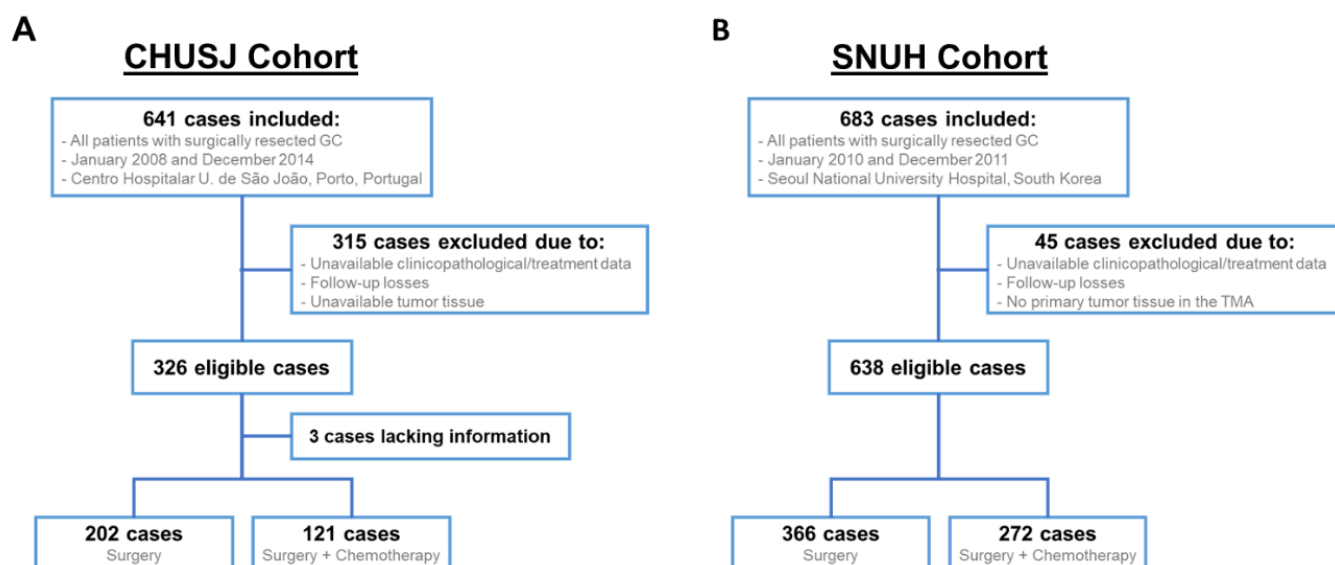 A
CHUSJ Cohort
641 cases included:
- All patients with surgically resected GC
- January 2008 and December 2014
- Centro Hospitalar U. de São João, Porto, Portugal
315 cases excluded due to:
- Unavailable clinicopathological/treatment data
- Follow-up losses
- Unavailable tumor tissue
326 eligible cases
3 cases lacking information
202 cases
Surgery
121 cases
Surgery + Chemotherapy
B
SNUH Cohort
683 cases included:
- All patients with surgically resected GC
- January 2010 and December 2011
- Seoul National University Hospital, South Korea
45 cases excluded due to:
- Unavailable clinicopathological/treatment data
- Follow-up losses
- No primary tumor tissue in the TMA
638 eligible cases
366 cases
Surgery
272 cases
Surgery + Chemotherapy